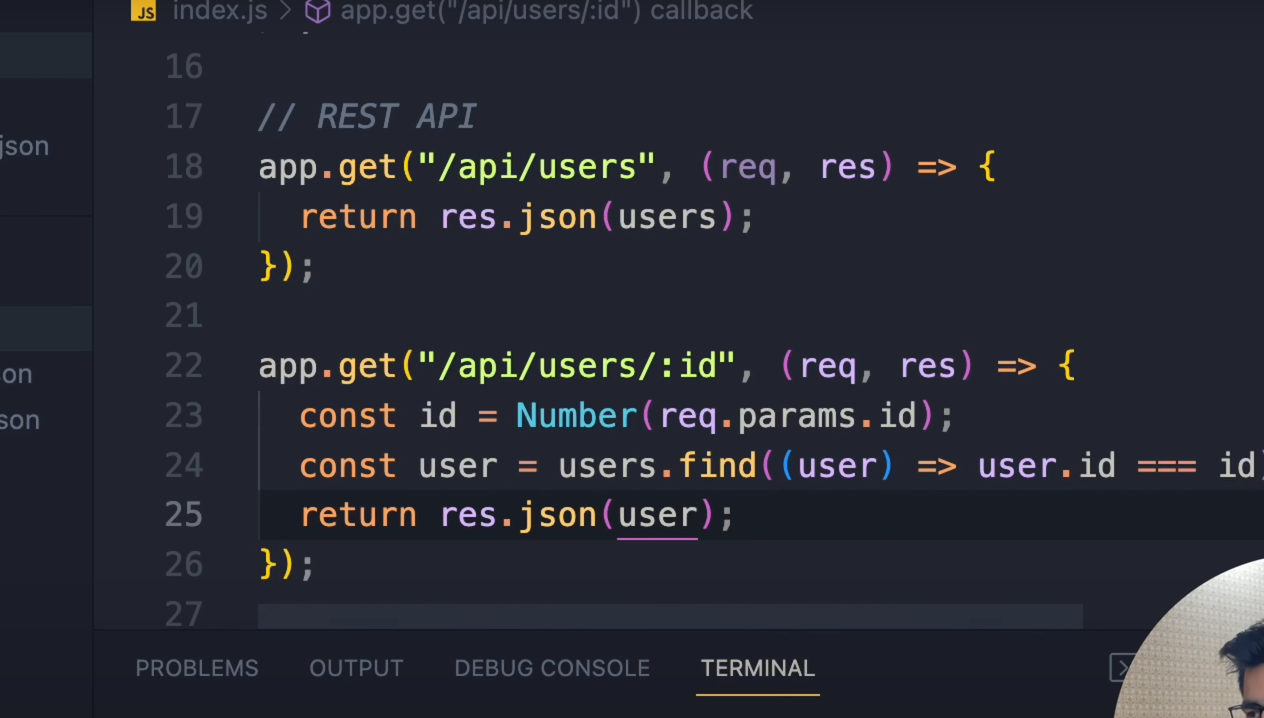 JS index.js > app.get("/api/users/:id") callback
16
json
17 // REST API
18 app.get("/api/users", (req, res) => {
19 return res.json(users);
20 });
21
22 app.get("/api/users/:id", (req, res) => {
on
23 const id = Number(req.params.id);
son
24 const user = users.find((user) => user.id === id)
25 return res.json(user);
26 });
27
PROBLEMS OUTPUT DEBUG CONSOLE TERMINAL